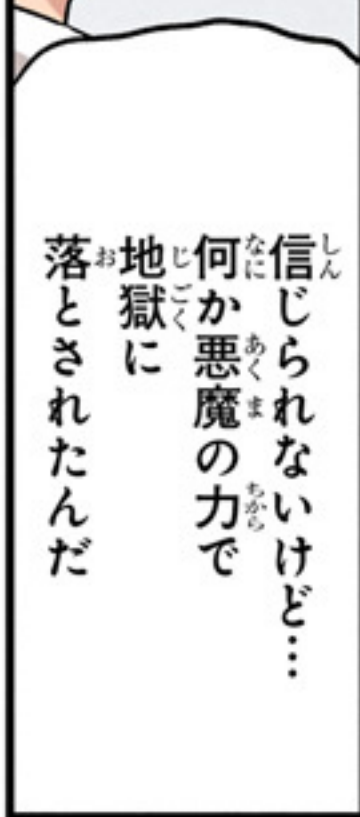 信じられないけど…
何か悪魔の力で
地獄に
落とされたんだ